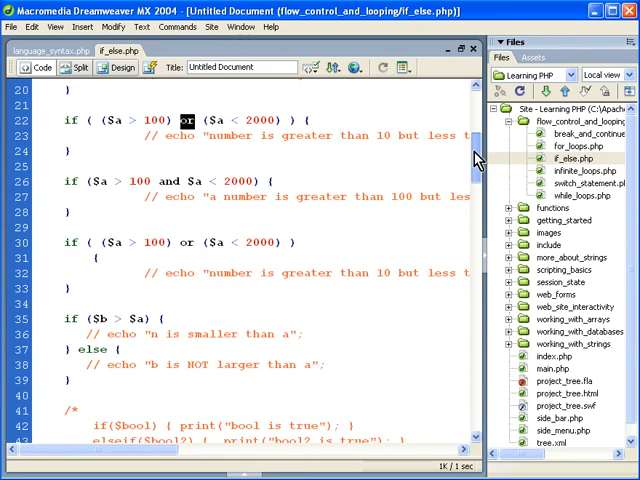 Macromedia Dreamweaver MX 2004 - [Untitled Document (flow_control_and_looping/if_else.php)]
File Edit View Insert Modify Text Commands Site Window Help
language_syntax.php if_else.php
Code Split Design Title: Untitled Document
20 }
21
22 if ( ($a > 100) or ($a < 2000) ) {
23 // echo "number is greater than 10 but less t
24 }
25
26 if ($a > 100 and $a < 2000) {
27 // echo "a number is greater than 100 but les
28 }
29
30 if ( ($a > 100) or ($a < 2000) )
31 {
32 // echo "number is greater than 10 but less t
33 }
34
35 if ($b > $a) {
36 // echo "n is smaller than a";
37 } else {
38 // echo "b is NOT larger than a";
39 }
40
41 /*
42 if($bool) { print("bool is true"); }
43 elseif($bool2) { print("bool2 is true"); }
1K / 1 sec
Files
Files Assets
Learning PHP Local view
Site - Learning PHP (C:\Apache
flow_control_and_looping
break_and_continue
for_loops.php
if_else.php
infinite_loops.php
switch_statement.p
while_loops.php
functions
getting_started
images
include
more_about_strings
scripting_basics
session_state
web_forms
web_site_interactivity
working_with_arrays
working_with_databases
working_with_strings
index.php
main.php
project_tree.fla
project_tree.html
project_tree.swf
side_bar.php
side_menu.php
tree.xml